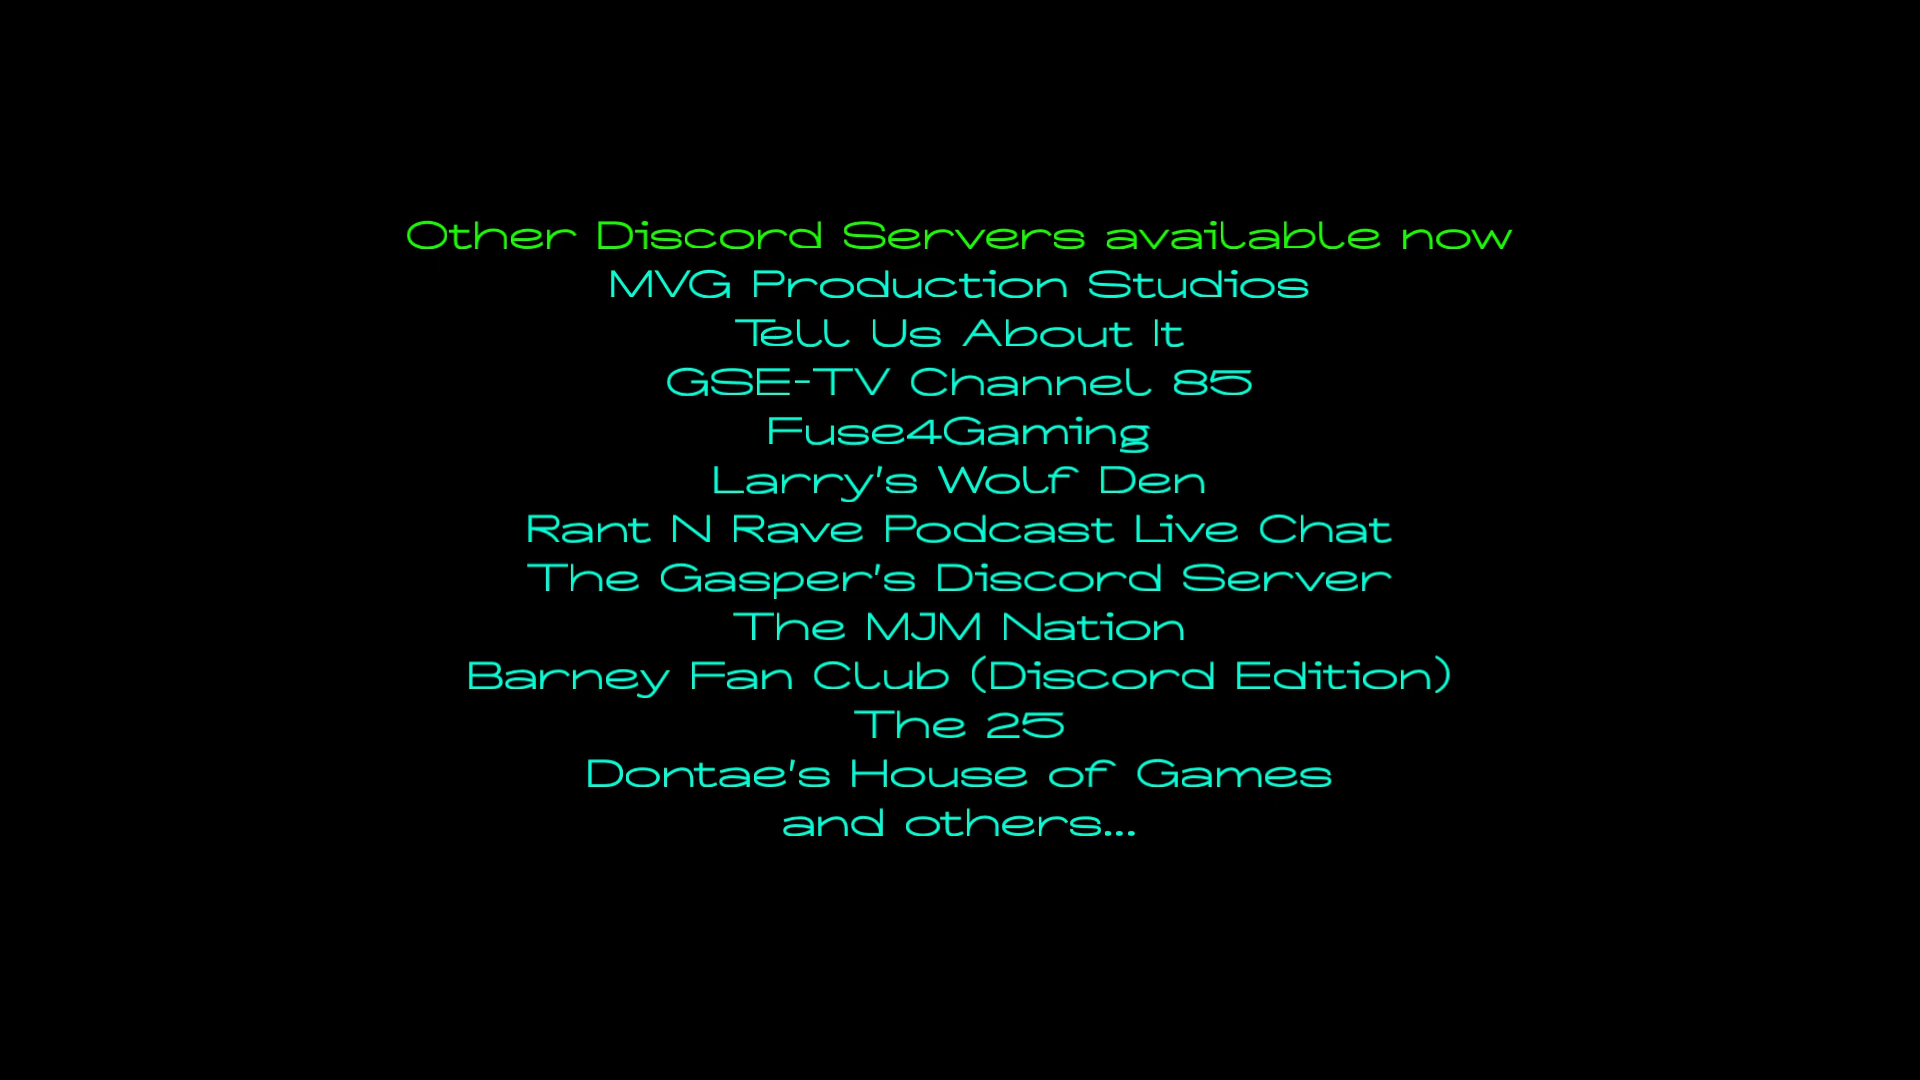 Other Discord Servers available now
MVG Production Studios
Tell Us About It
GSE-TV Channel 85
Fuse4Gaming
Larry's Wolf Den
Rant N Rave Podcast Live Chat
The Gasper's Discord Server
The MJM Nation
Barney Fan Club (Discord Edition)
The 25
Dontae's House of Games
and others...